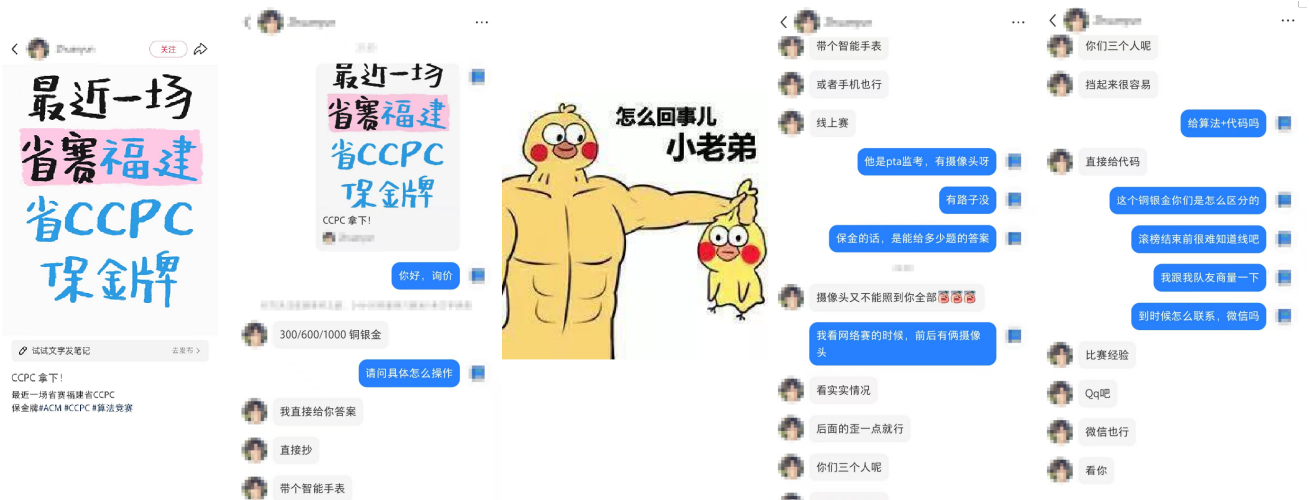 关注
最近一场
省赛福建
省CCPC
保金牌
试试文字发笔记
去发布 >
CCPC 拿下！
最近一场省赛福建省CCPC
保金牌#ACM #CCPC #算法竞赛
最近一场
省赛福建
省CCPC
保金牌
CCPC 拿下！
你好，询价
300/600/1000 铜银金
请问具体怎么操作
我直接给你答案
直接抄
带个智能手表
怎么回事儿
小老弟
带个智能手表
或者手机也行
线上赛
他是pta监考，有摄像头呀
有路子没
保金的话，是能给多少题的答案
摄像头又不能照到你全部
我看网络赛的时候，前后有俩摄像
头
看实实情况
后面的歪一点就行
你们三个人呢
你们三个人呢
挡起来很容易
给算法+代码吗
直接给代码
这个铜银金你们是怎么区分的
滚榜结束前很难知道线吧
我跟我队友商量一下
到时候怎么联系，微信吗
比赛经验
Qq吧
微信也行
看你